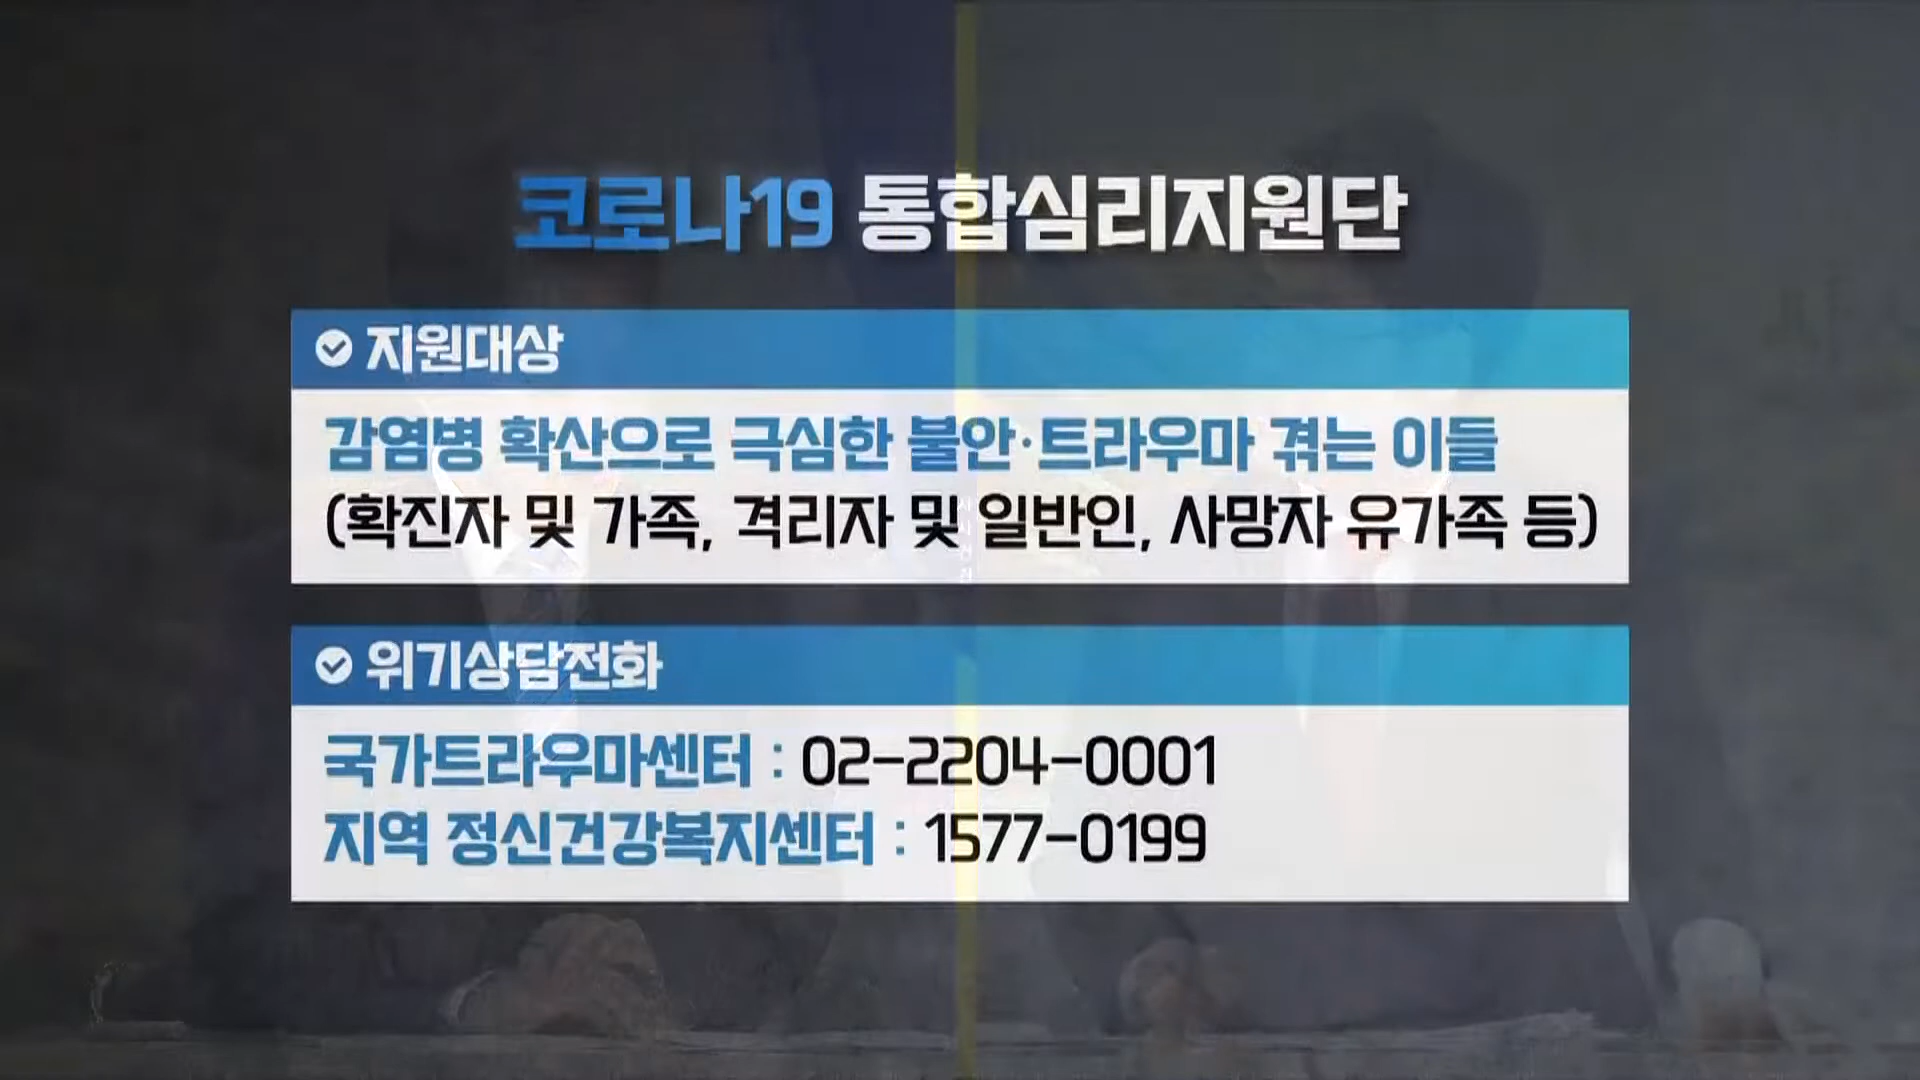 코로나19 통합심리지원단
지원대상
감염병 확산으로 극심한 불안·트라우마 겪는 이들
(확진자 및 가족, 격리자 및 일반인, 사망자 유가족 등)
위기상담전화
국가트라우마센터 : 02-2204-0001
지역 정신건강복지센터 : 1577-0199